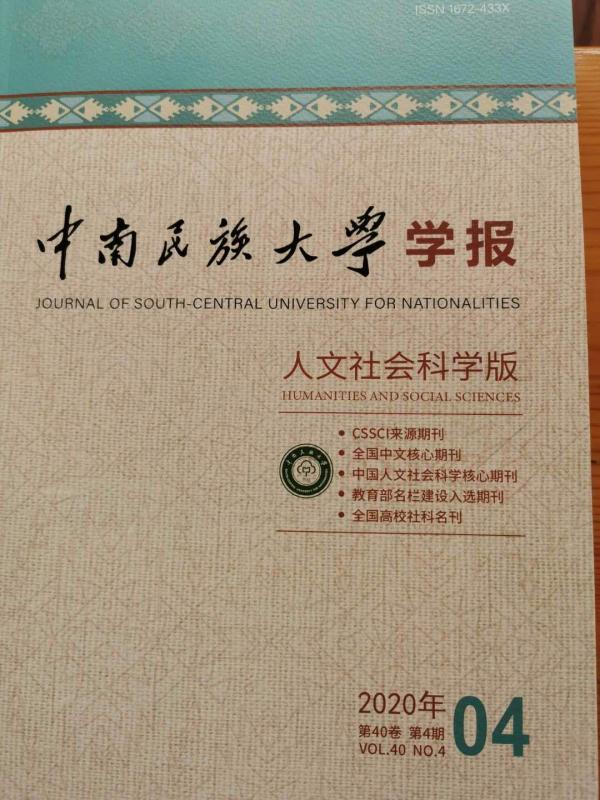 ISSN 1672-433X
中南民族大學 学报
JOURNAL OF SOUTH-CENTRAL UNIVERSITY FOR NATIONALITIES
人文社会科学版
HUMANITIES AND SOCIAL SCIENCES
• CSSCI来源期刊
• 全国中文核心期刊
• 中国人文社会科学核心期刊
• 教育部名栏建设入选期刊
• 全国高校社科名刊
2020年
第40卷 第4期
VOL.40 NO.4
04